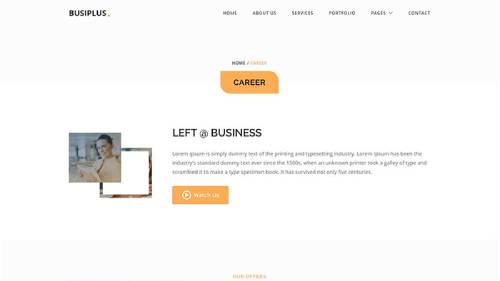 BUSIPLUS.
HOME ABOUT US SERVICES PORTFOLIO PAGES CONTACT
HOME / CAREER
CAREER
LEFT @ BUSINESS
Lorem Ipsum is simply dummy text of the printing and typesetting industry. Lorem Ipsum has been the
industry's standard dummy text ever since the 1500s, when an unknown printer took a galley of type and
scrambled it to make a type specimen book. It has survived not only five centuries.
Watch Us
OUR OFFERS